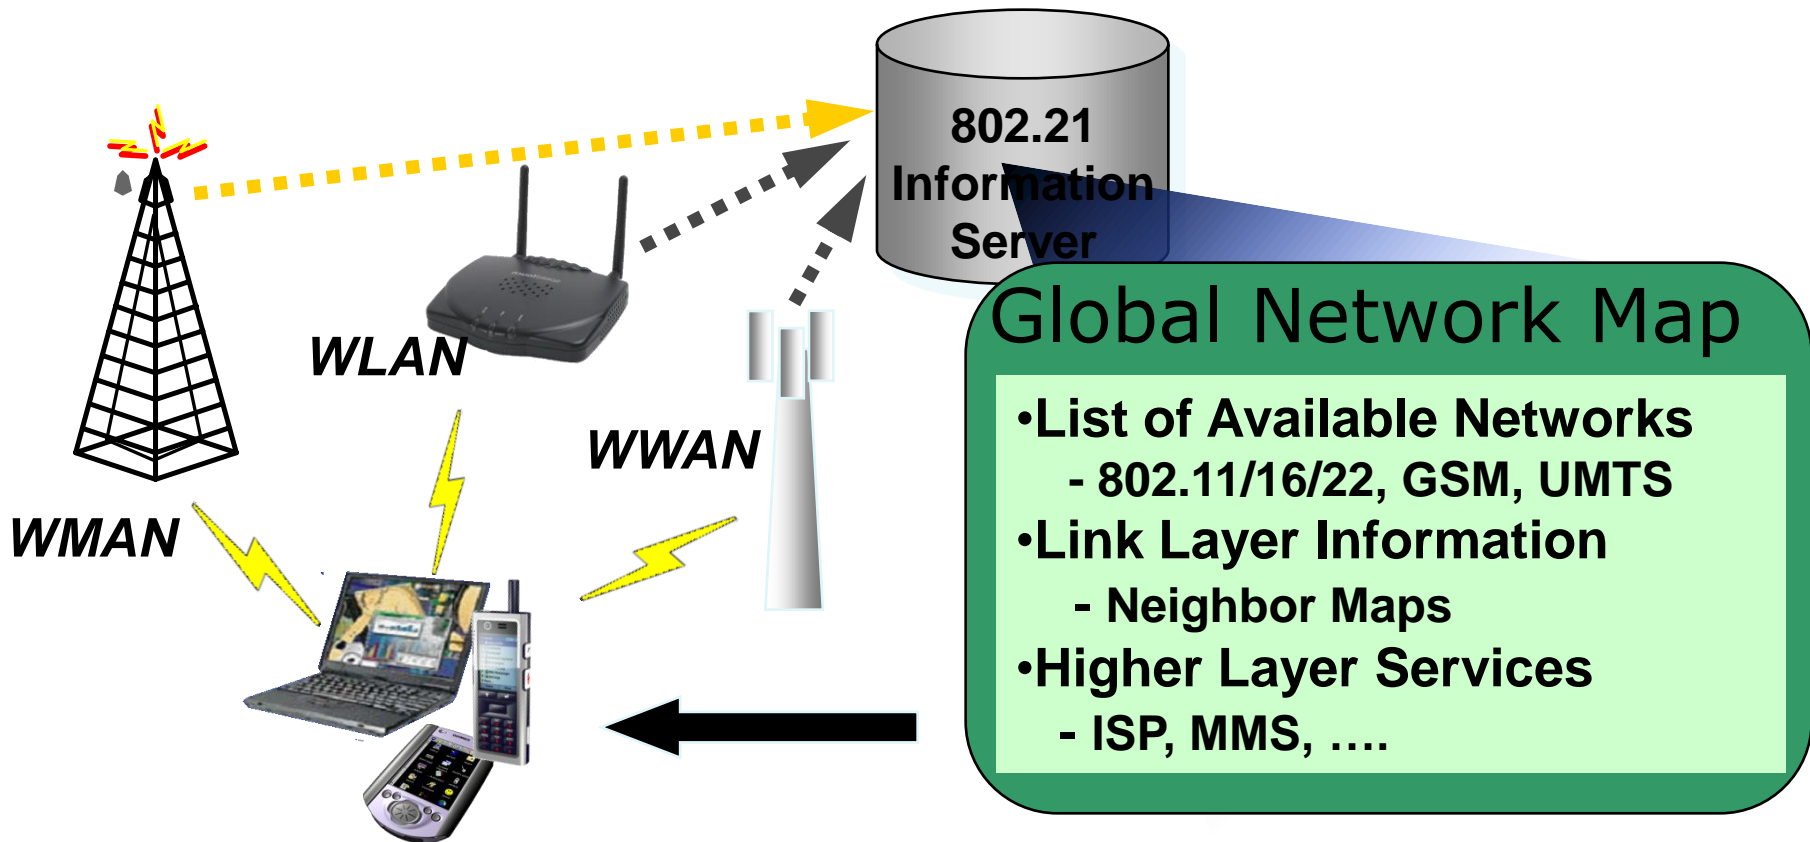 802.21
Information
Server
Global Network Map
WLAN
•List of Available Networks
- 802.11/16/22, GSM, UMTS
WWAN
•Link Layer Information
WMAN
- Neighbor Maps
•Higher Layer Services
- ISP, MMS, ....